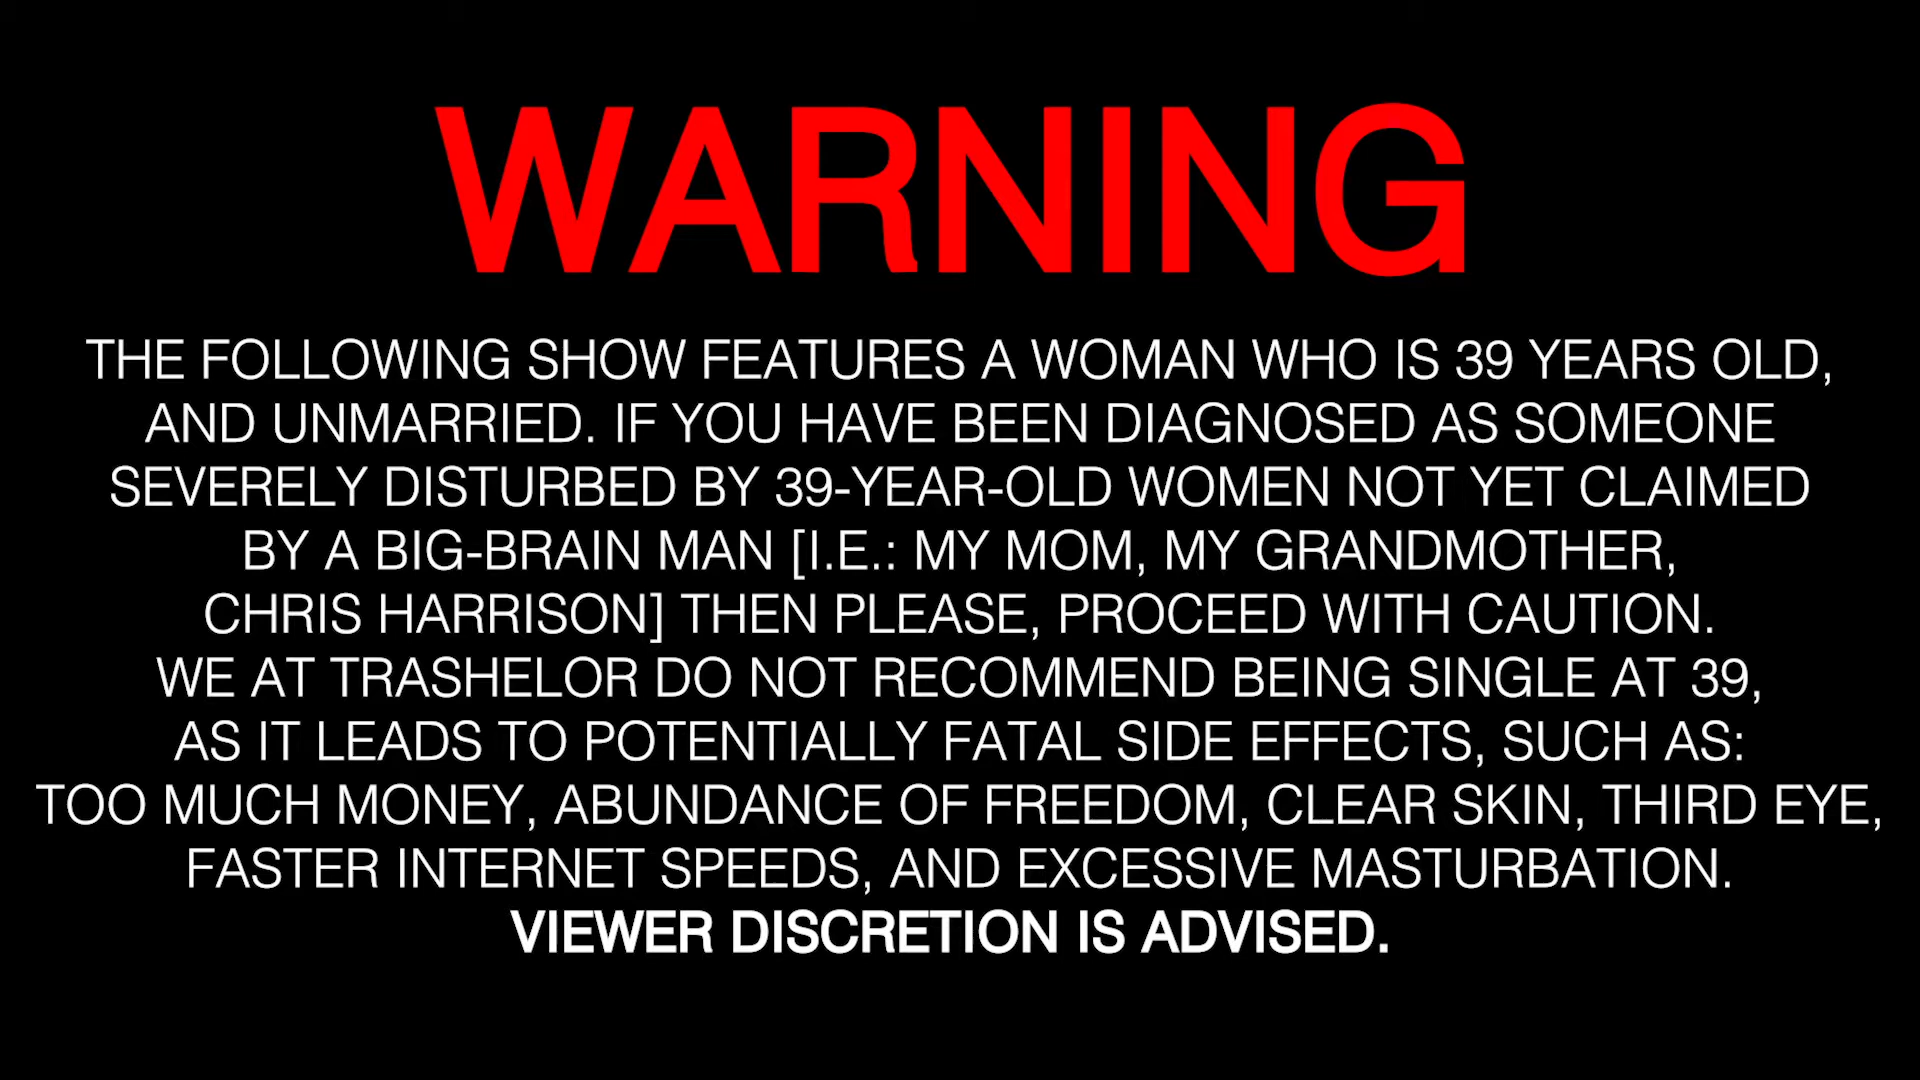 WARNING
THE FOLLOWING SHOW FEATURES A WOMAN WHO IS 39 YEARS OLD,
AND UNMARRIED. IF YOU HAVE BEEN DIAGNOSED AS SOMEONE
SEVERELY DISTURBED BY 39-YEAR-OLD WOMEN NOT YET CLAIMED
BY A BIG-BRAIN MAN [I.E.: MY MOM, MY GRANDMOTHER,
CHRIS HARRISON] THEN PLEASE, PROCEED WITH CAUTION.
WE AT TRASHELOR DO NOT RECOMMEND BEING SINGLE AT 39,
AS IT LEADS TO POTENTIALLY FATAL SIDE EFFECTS, SUCH AS:
TOO MUCH MONEY, ABUNDANCE OF FREEDOM, CLEAR SKIN, THIRD EYE,
FASTER INTERNET SPEEDS, AND EXCESSIVE MASTURBATION.
VIEWER DISCRETION IS ADVISED.